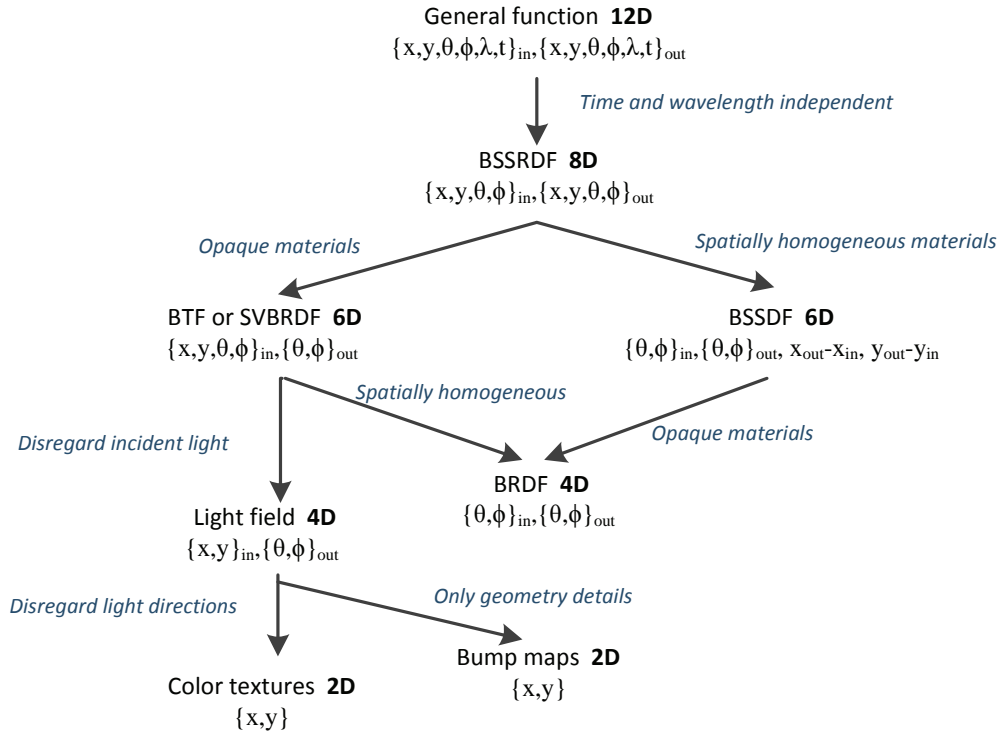 General function 12D
{x,y,θ,ϕ,λ,t}in,{x,y,θ,ϕ,λ,t}out
Time and wavelength independent
BSSRDF 8D
{x,y,θ,ϕ}in,{x,y,θ,ϕ}out
Opaque materials
Spatially homogeneous materials
BTF or SVBRDF 6D
{x,y,θ,ϕ}in,{θ,ϕ}out
BSSDF 6D
{θ,ϕ}in,{θ,ϕ}out, xout-xin, yout-yin
Spatially homogeneous
Disregard incident light
Opaque materials
BRDF 4D
{θ,ϕ}in,{θ,ϕ}out
Light field 4D
{x,y}in,{θ,ϕ}out
Disregard light directions
Only geometry details
Bump maps 2D
{x,y}
Color textures 2D
{x,y}